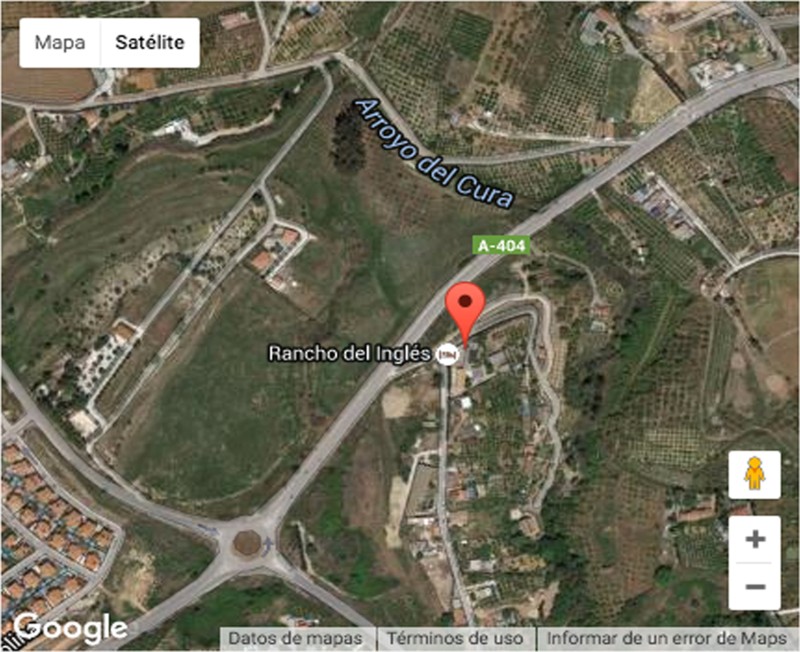 Mapa
Satélite
Arroyo del Cura
A-404
Rancho del Inglés
Google
Datos de mapas
Términos de uso
Informar de un error de Maps